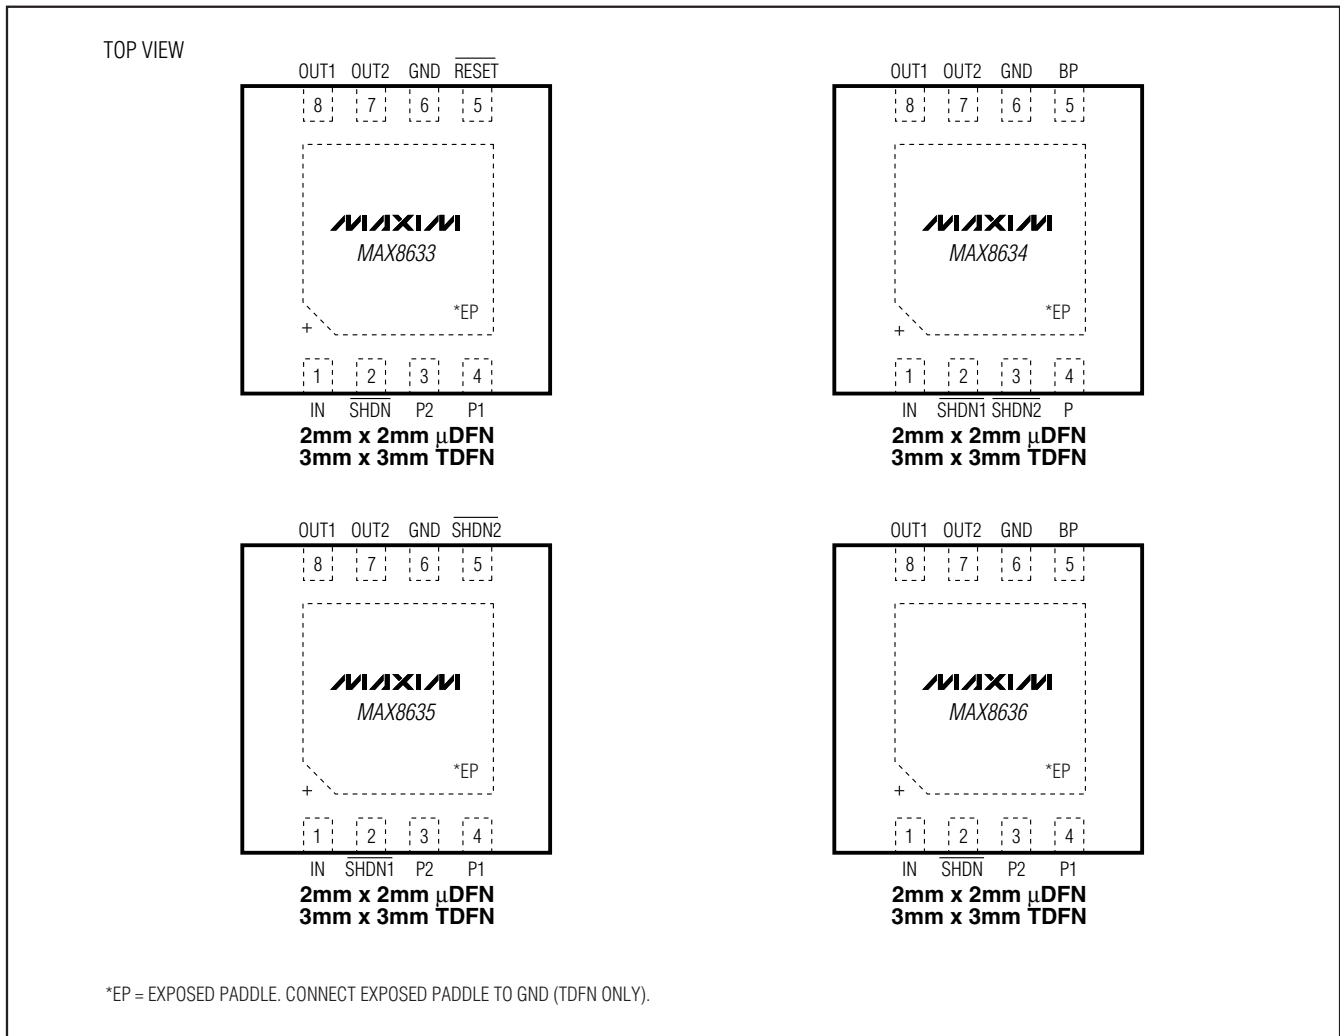 TOP VIEW
OUT1 OUT2 GND RESET
8 7 6 5
MAXIM
MAX8633
*EP
+
1 2 3 4
IN SHDN P2 P1
2mm x 2mm μDFN
3mm x 3mm TDFN
OUT1 OUT2 GND BP
8 7 6 5
MAXIM
MAX8634
*EP
+
1 2 3 4
IN SHDN1 SHDN2 P
2mm x 2mm μDFN
3mm x 3mm TDFN
OUT1 OUT2 GND SHDN2
8 7 6 5
MAXIM
MAX8635
*EP
+
1 2 3 4
IN SHDN1 P2 P1
2mm x 2mm μDFN
3mm x 3mm TDFN
OUT1 OUT2 GND BP
8 7 6 5
MAXIM
MAX8636
*EP
+
1 2 3 4
IN SHDN P2 P1
2mm x 2mm μDFN
3mm x 3mm TDFN
*EP = EXPOSED PADDLE. CONNECT EXPOSED PADDLE TO GND (TDFN ONLY).